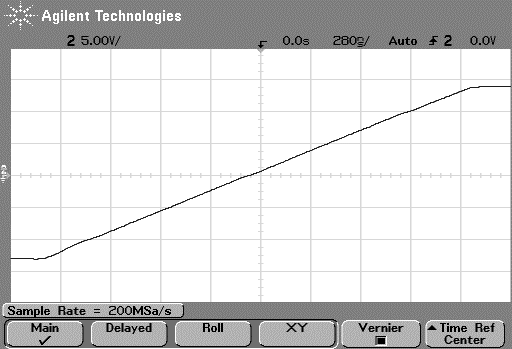 Agilent Technologies
2 5.00V/ 0.0s 280 / Auto 2 0.0V
Sample Rate = 200MSa/s
Main Delayed Roll XY Vernier Time Ref
Center